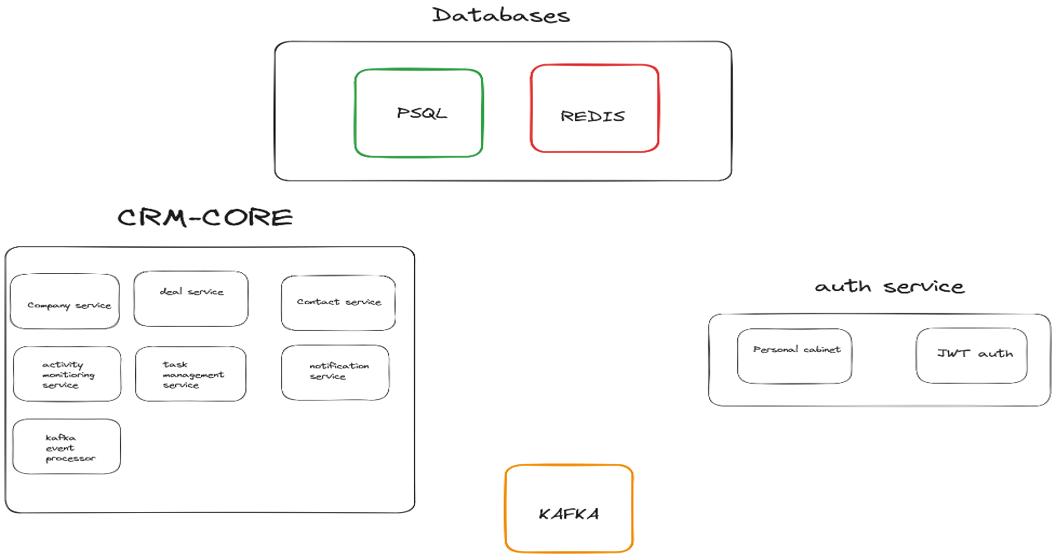 Databases
PSQL
REDIS
CRM-CORE
Company service
deal service
Contact service
activity
monitoring
service
task
management
service
notification
service
kafka
event
processor
auth service
Personal cabinet
JWT auth
KAFKA